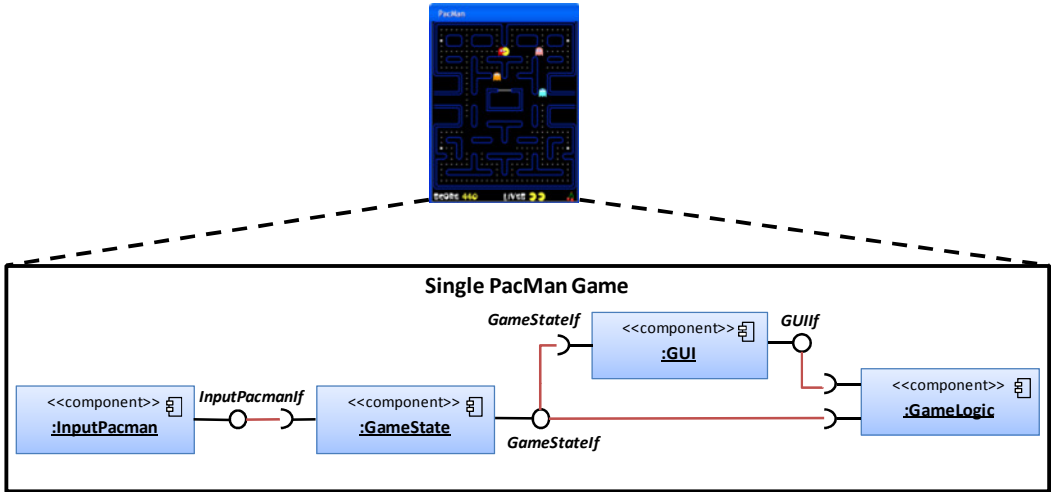 PacMan
SCORE 440 LIVES
Single PacMan Game
GameStateIf
<<component>>
:GUI
GUIIf
<<component>>
:InputPacman
InputPacmanIf
<<component>>
:GameState
GameStateIf
<<component>>
:GameLogic